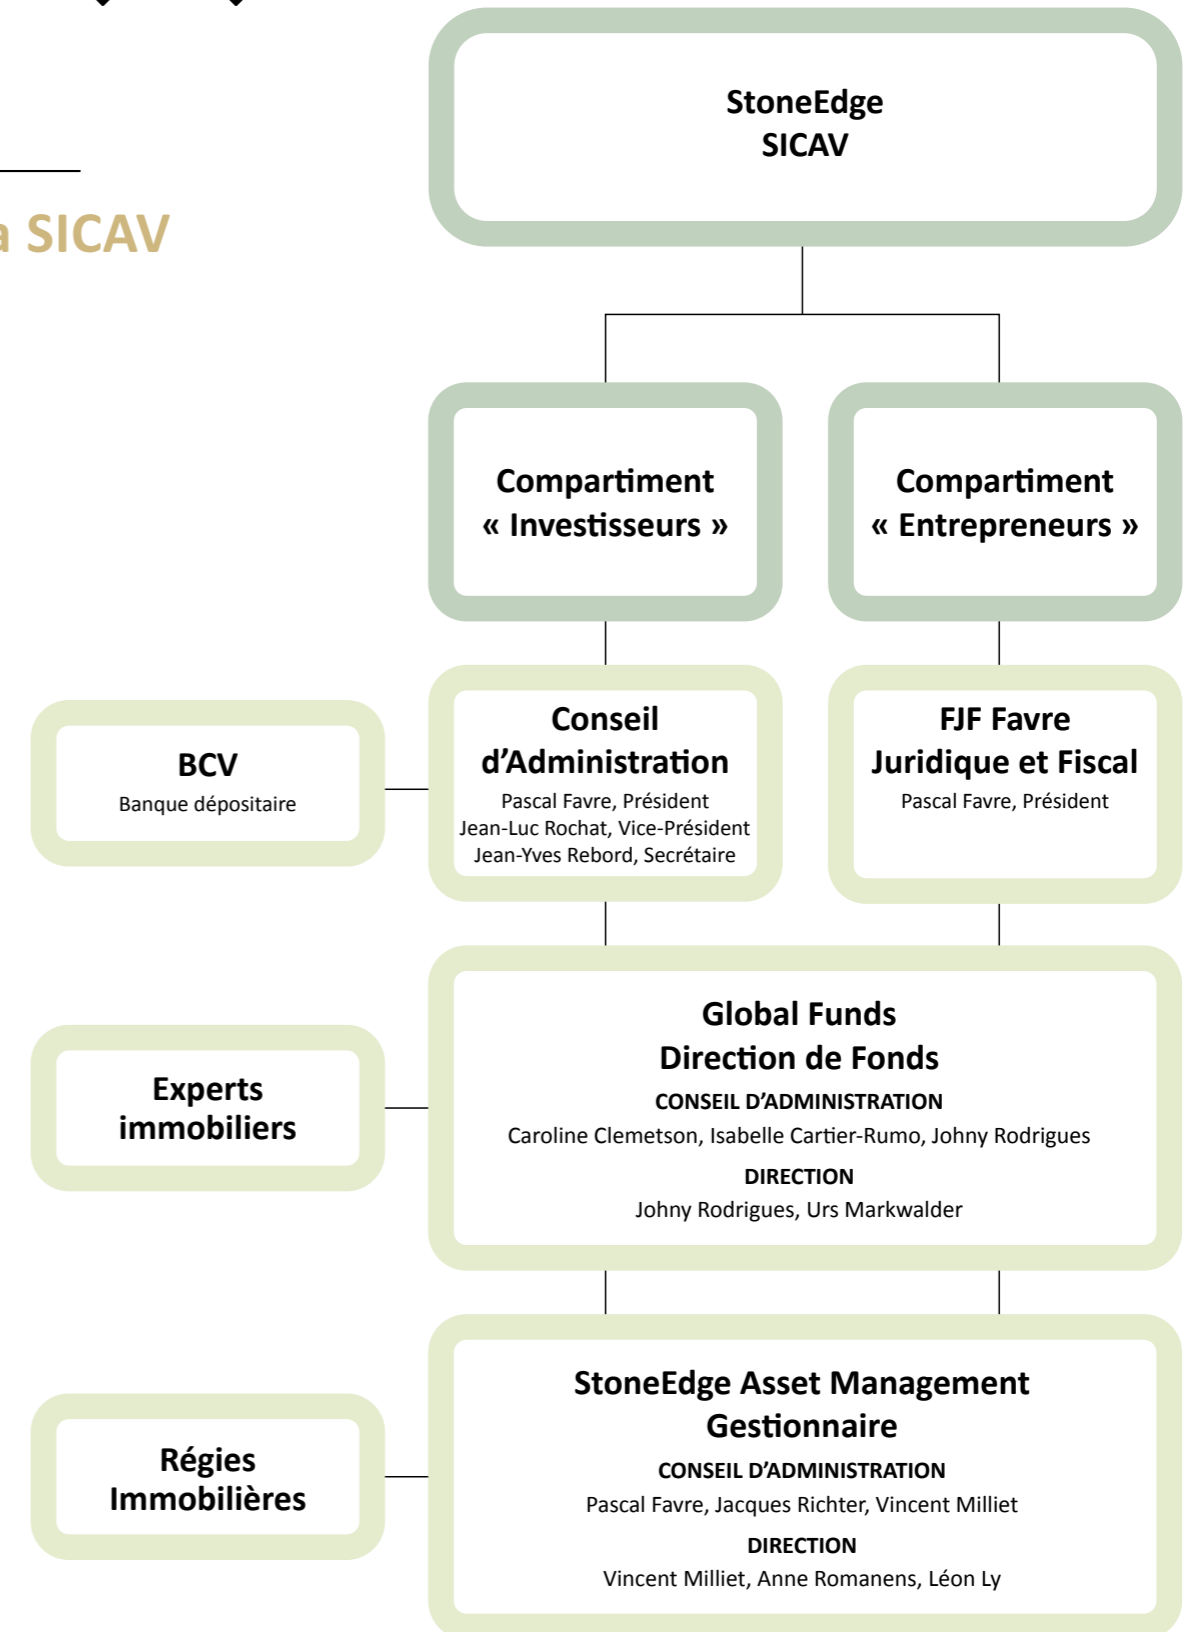 StoneEdge
SICAV
SICAV
Compartiment
« Investisseurs »
Compartiment
« Entrepreneurs »
Conseil
d'Administration
Pascal Favre, Président
Jean-Luc Rochat, Vice-Président
Jean-Yves Rebord, Secrétaire
FJF Favre
Juridique et Fiscal
Pascal Favre, Président
BCV
Banque dépositaire
Global Funds
Direction de Fonds
CONSEIL D'ADMINISTRATION
Caroline Clemetson, Isabelle Cartier-Rumo, Johny Rodrigues
DIRECTION
Johny Rodrigues, Urs Markwalder
Experts
immobiliers
StoneEdge Asset Management
Gestionnaire
CONSEIL D'ADMINISTRATION
Pascal Favre, Jacques Richter, Vincent Milliet
DIRECTION
Vincent Milliet, Anne Romanens, Léon Ly
Régies
Immobilières